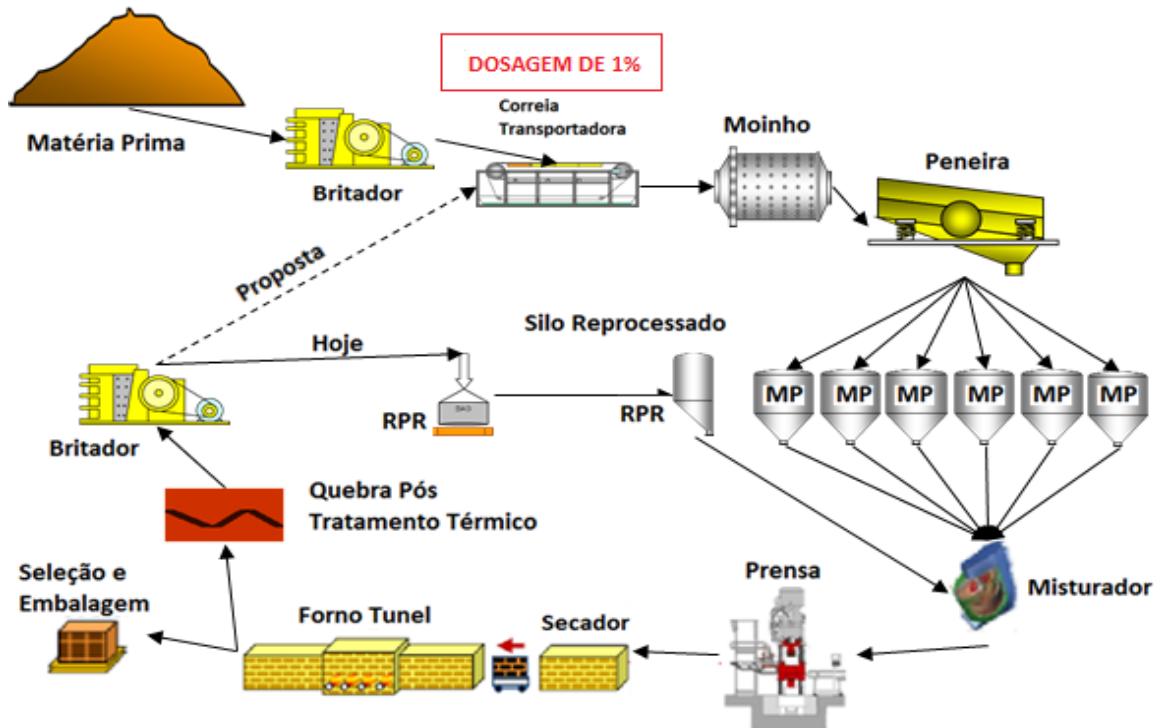 DOSAGEM DE 1%
Matéria Prima
Britador
Correia
Transportadora
Moinho
Peneira
Proposta
Hoje
Silo Reprocessado
RPR
RPR
MP
MP
MP
MP
MP
MP
Britador
Quebra Pós
Tratamento Térmico
Seleção e
Embalagem
Forno Tunel
Secador
Prensa
Misturador